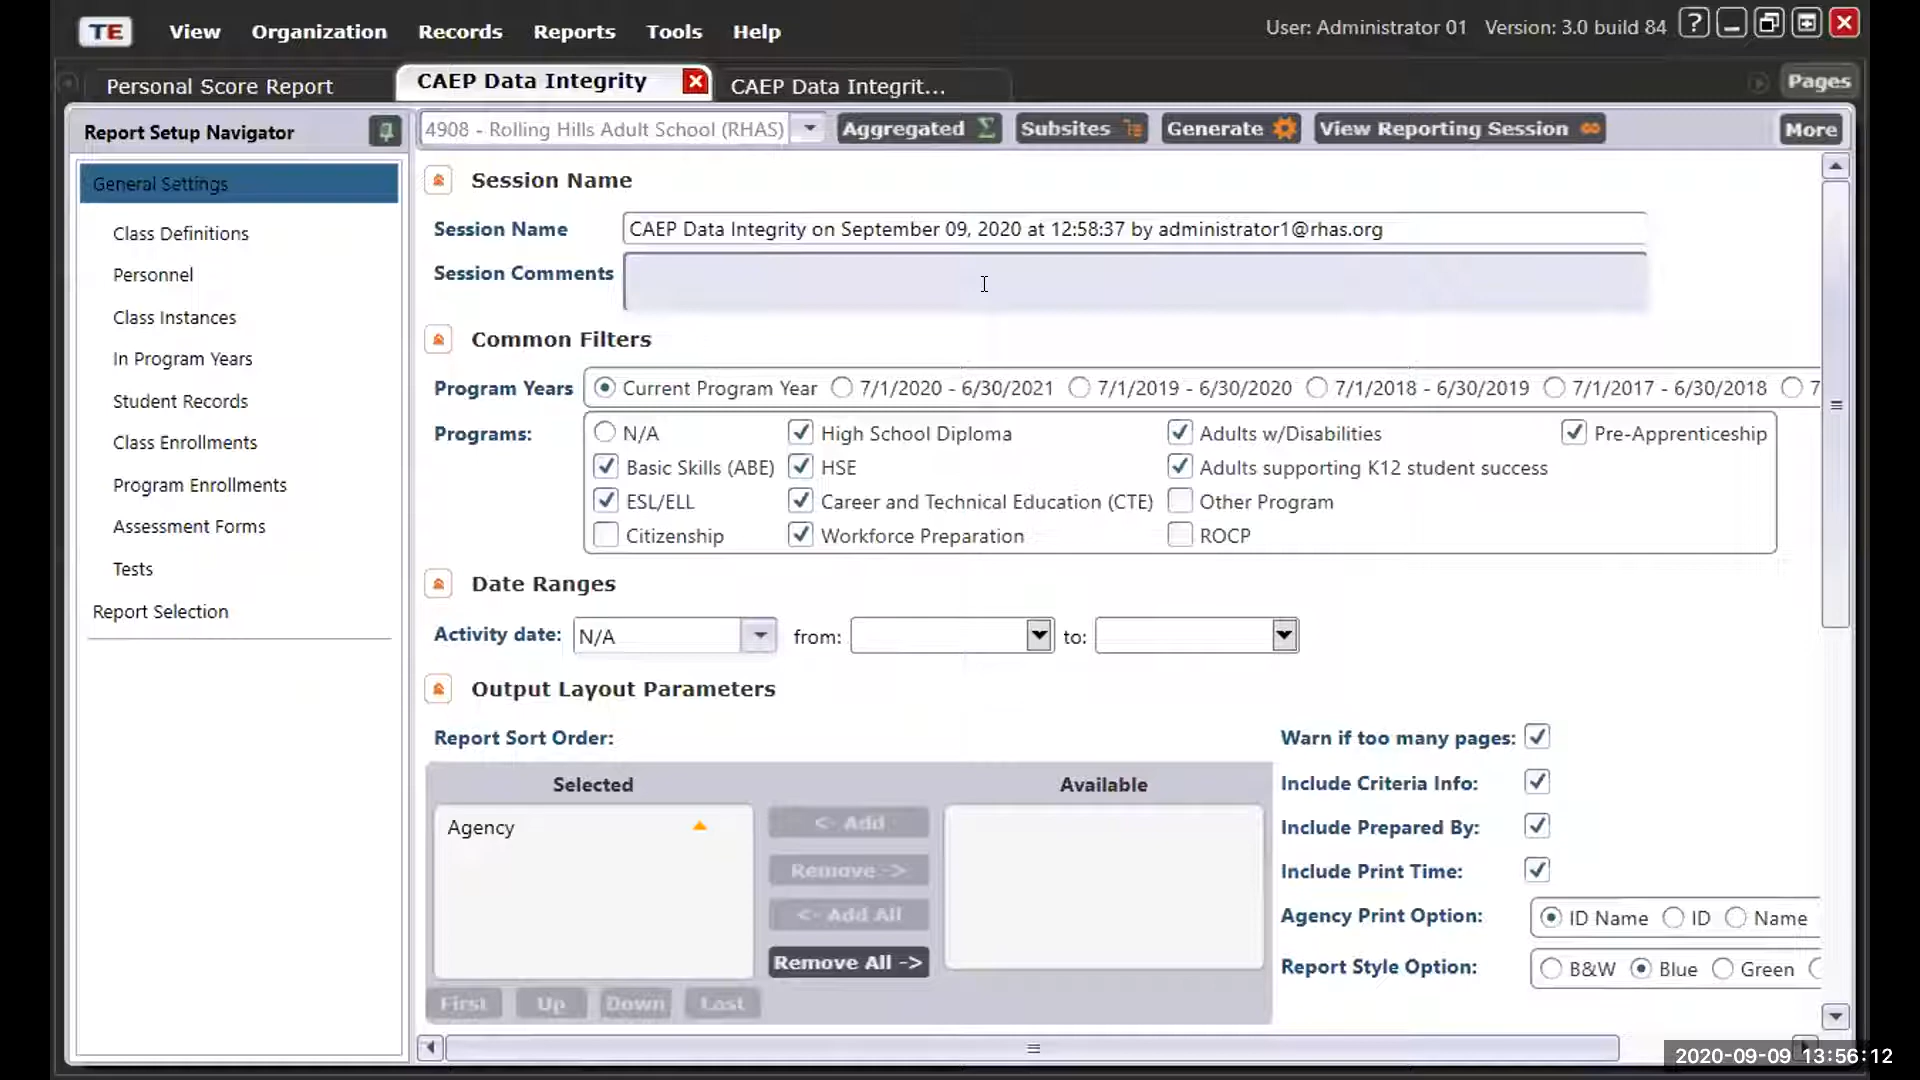 TE View Organization Records Reports Tools Help User: Administrator 01 Version: 3.0 build 84 ?
Personal Score Report CAEP Data Integrity CAEP Data Integrit... Pages
Report Setup Navigator
4908 - Rolling Hills Adult School (RHAS) Aggregated Subsites Generate View Reporting Session More
General Settings
Class Definitions
Personnel
Class Instances
In Program Years
Student Records
Class Enrollments
Program Enrollments
Assessment Forms
Tests
Report Selection
Session Name
Session Name CAEP Data Integrity on September 09, 2020 at 12:58:37 by administrator1@rhas.org
Session Comments
Common Filters
Program Years Current Program Year 7/1/2020 - 6/30/2021 7/1/2019 - 6/30/2020 7/1/2018 - 6/30/2019 7/1/2017 - 6/30/2018 7
Programs: N/A High School Diploma Adults w/Disabilities Pre-Apprenticeship
Basic Skills (ABE) HSE Adults supporting K12 student success
ESL/ELL Career and Technical Education (CTE) Other Program
Citizenship Workforce Preparation ROCP
Date Ranges
Activity date: N/A from: to:
Output Layout Parameters
Report Sort Order:
Selected Available
Agency
<- Add
Remove ->
<- Add All
Remove All ->
First Up Down Last
Warn if too many pages:
Include Criteria Info:
Include Prepared By:
Include Print Time:
Agency Print Option: ID Name ID Name
Report Style Option: B&W Blue Green
2020-09-09 13:56:12